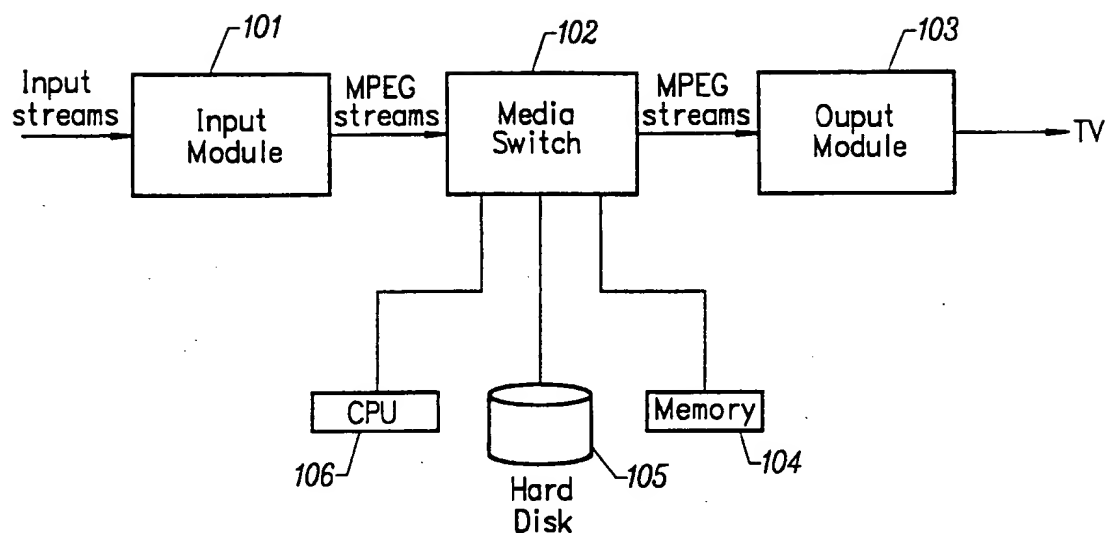 101
102
103
Input
streams
Input
Module
MPEG
streams
Media
Switch
MPEG
streams
Ouput
Module
TV
CPU
106
Hard
Disk
105
Memory
104